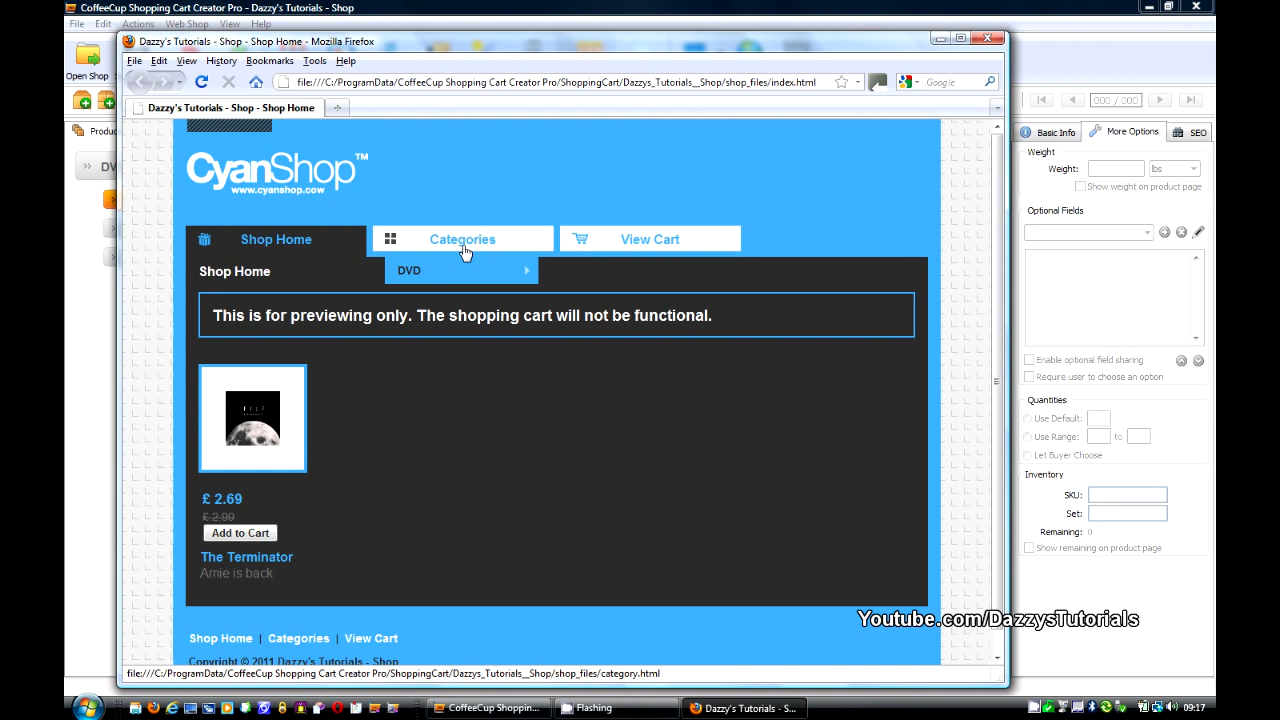 CoffeeCup Shopping Cart Creator Pro - Dazzy's Tutorials - Shop
File Edit Actions Web Shop View Help
Open Shop
Dazzy's Tutorials - Shop - Shop Home - Mozilla Firefox
File Edit View History Bookmarks Tools Help
file:///C:/ProgramData/CoffeeCup Shopping Cart Creator Pro/ShoppingCart/Dazzys_Tutorials__Shop/shop_files/index.html
Google
Dazzy's Tutorials - Shop - Shop Home
000 / 000
Produc
DV
Basic Info More Options SEO
CyanShop™
www.cyanshop.cow
Shop Home Categories View Cart
DVD
Shop Home
This is for previewing only. The shopping cart will not be functional.
£ 2.69
£ 2.99
Add to Cart
The Terminator
Arnie is back
Shop Home | Categories | View Cart
Copyright © 2011 Dazzy's Tutorials - Shop
file:///C:/ProgramData/CoffeeCup Shopping Cart Creator Pro/ShoppingCart/Dazzys_Tutorials__Shop/shop_files/category.html
Weight
Weight: lbs
Show weight on product page
Optional Fields
Enable optional field sharing
Require user to choose an option
Quantities
Use Default:
Use Range: to
Let Buyer Choose
Inventory
SKU:
Set:
Remaining: 0
Show remaining on product page
Youtube.com/DazzysTutorials
CoffeeCup Shoppin... Flashing Dazzy's Tutorials - S... 09:17